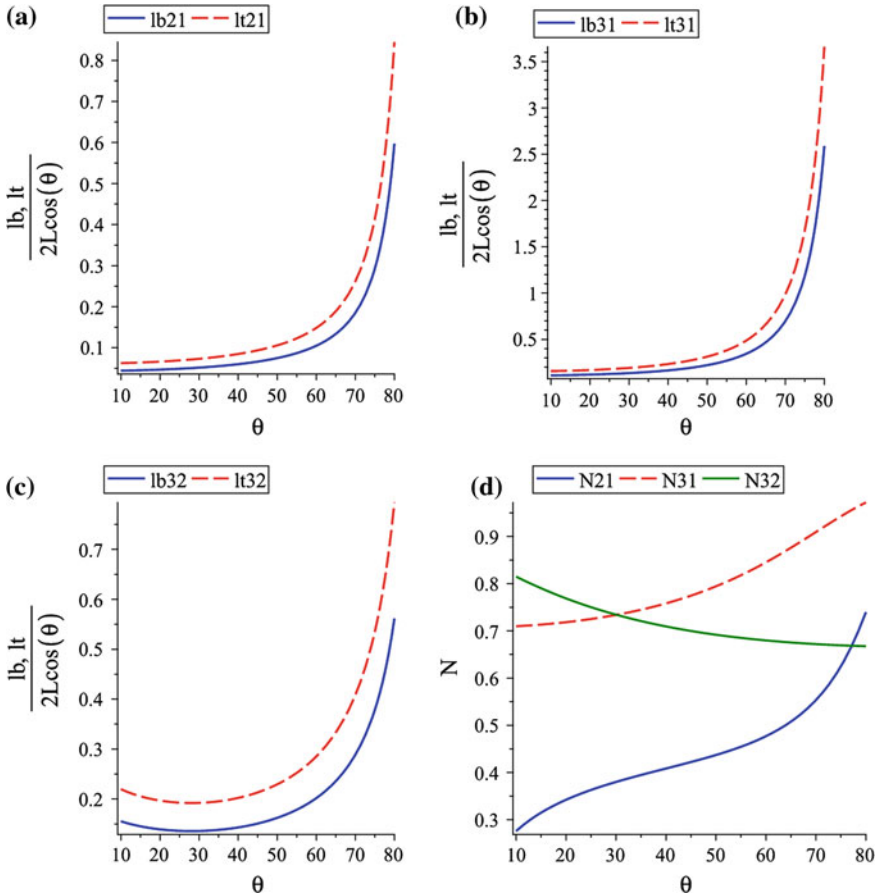 (a)
lb21 lt21
0.8
0.7
0.6
0.5
0.4
0.3
0.2
0.1
lb, lt
2Lcos(θ)
10 20 30 40 50 60 70 80
θ
(b)
lb31 lt31
3.5
3
2.5
2
1.5
1
0.5
lb, lt
2Lcos(θ)
10 20 30 40 50 60 70 80
θ
(c)
lb32 lt32
0.7
0.6
0.5
0.4
0.3
0.2
lb, lt
2Lcos(θ)
10 20 30 40 50 60 70 80
θ
(d)
N21 N31 N32
0.9
0.8
0.7
0.6
0.5
0.4
0.3
N
10 20 30 40 50 60 70 80
θ